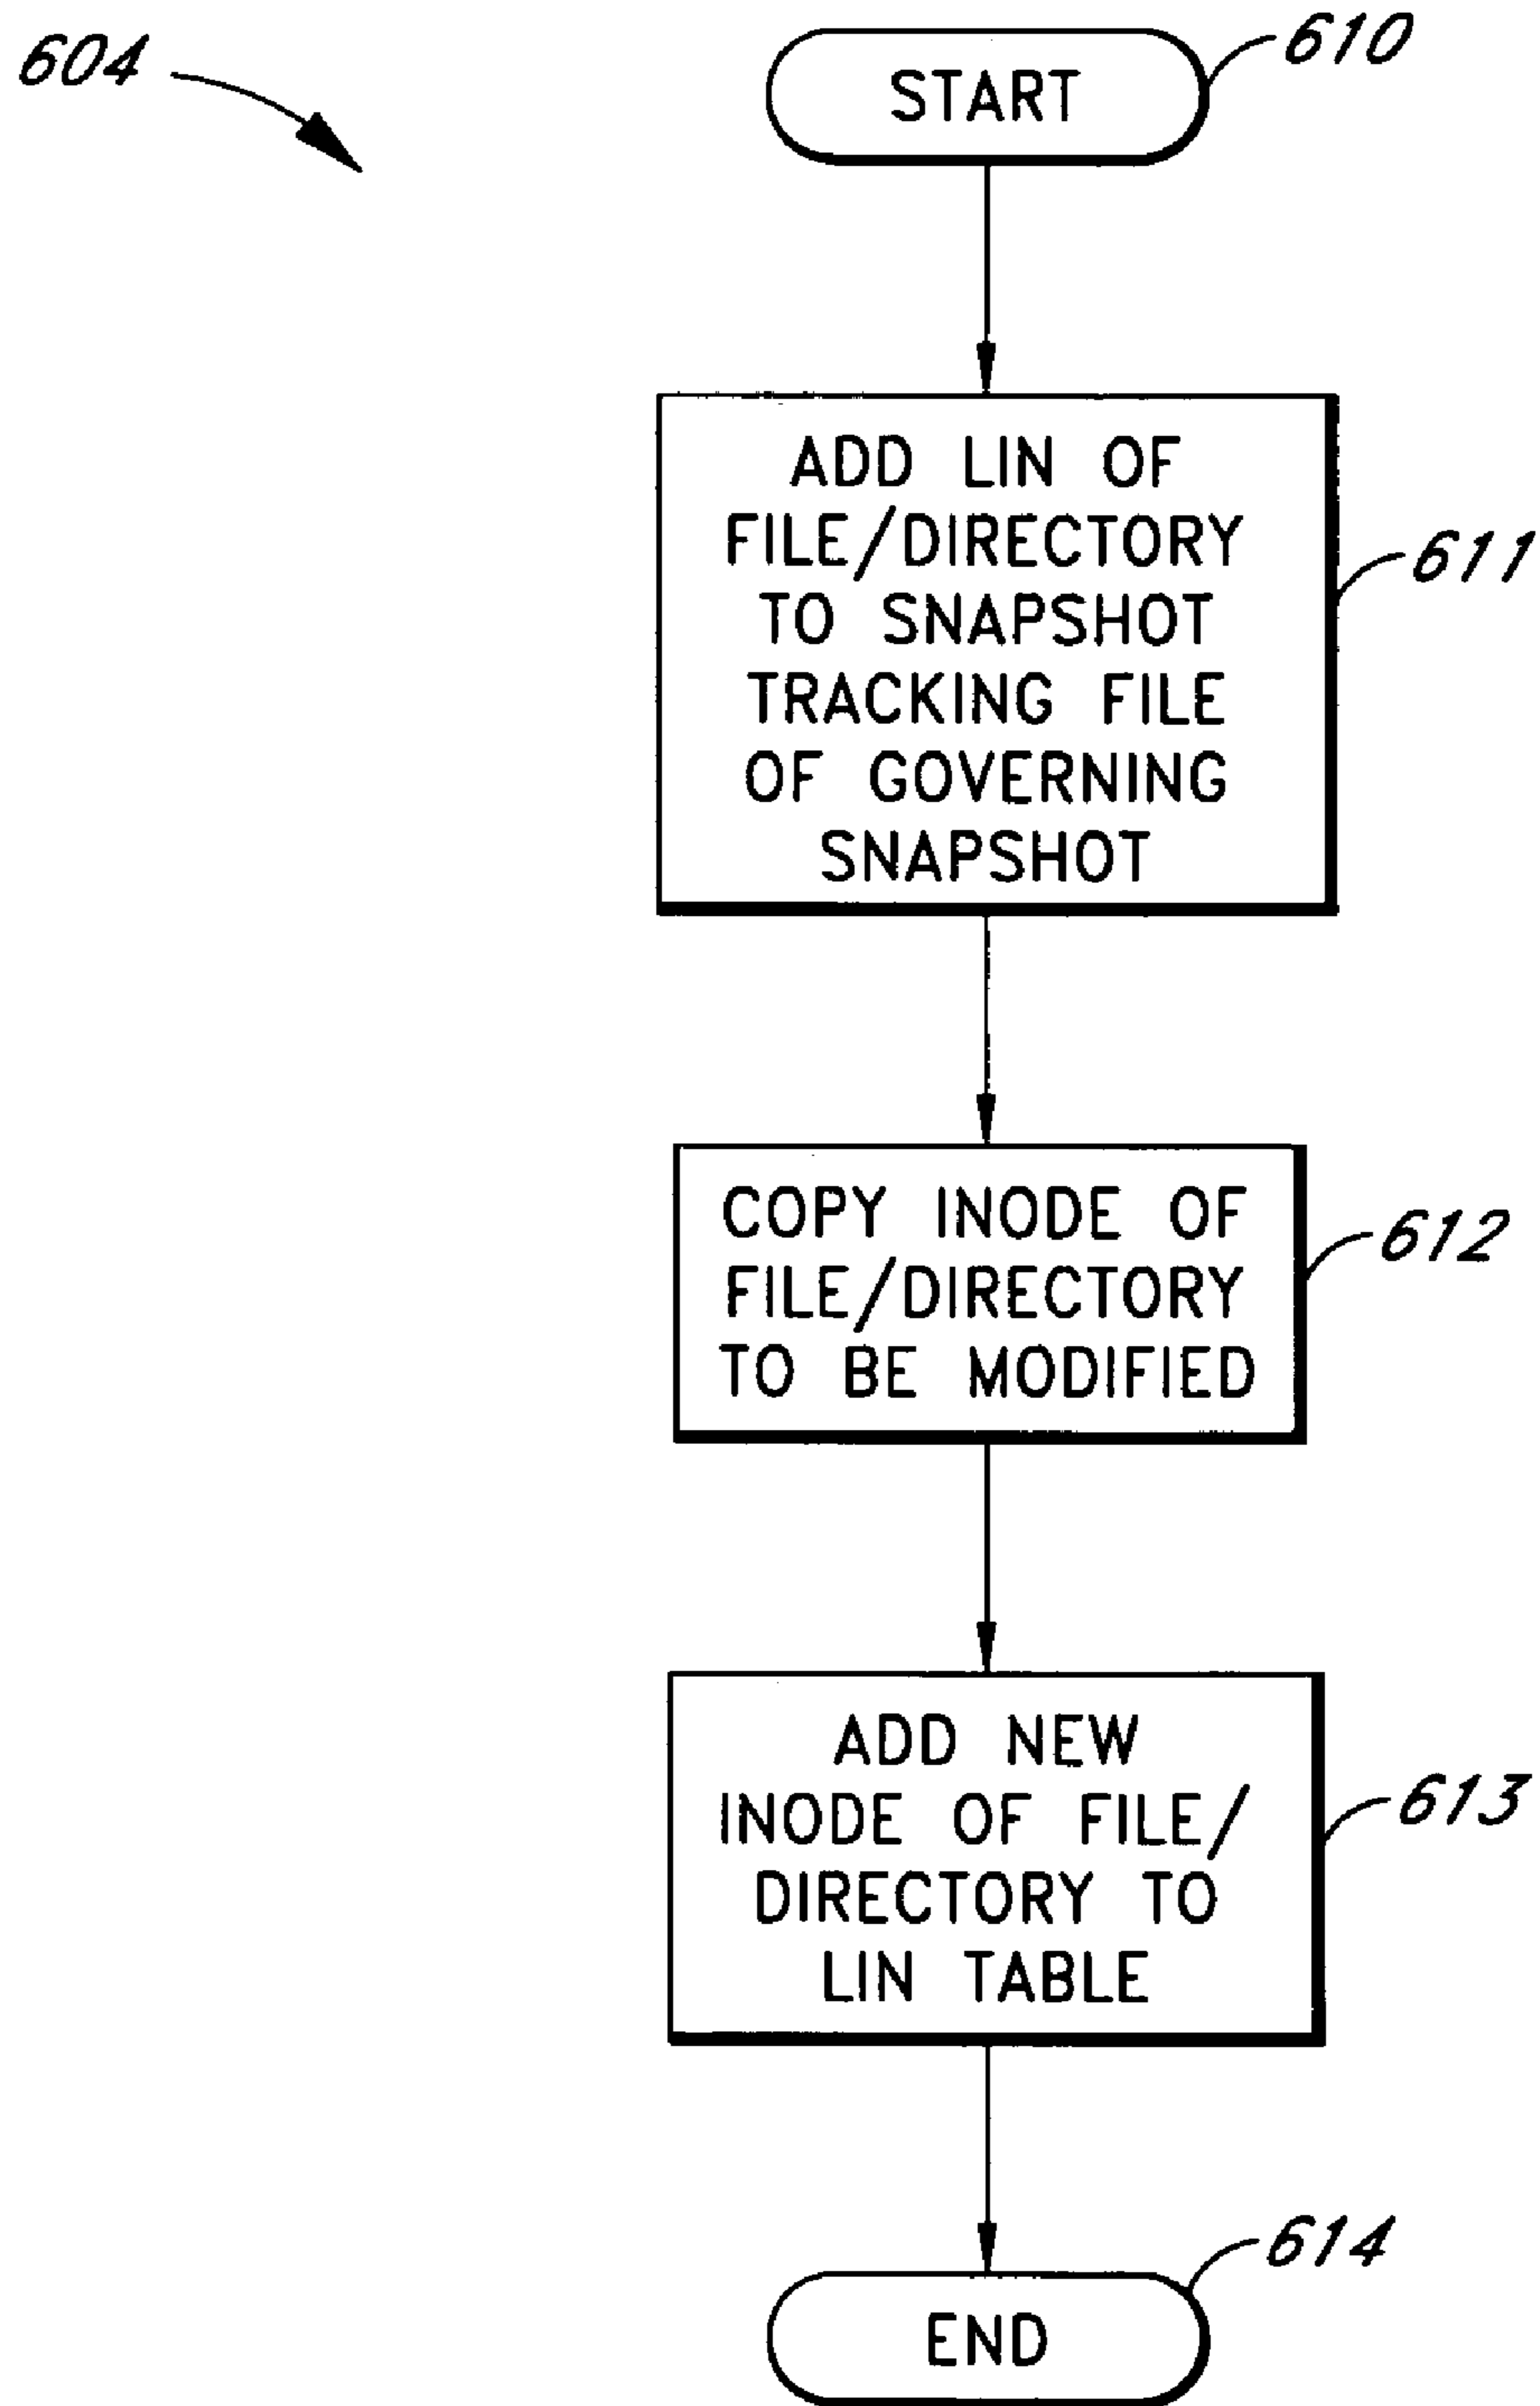 604
610
START
ADD LIN OF
FILE/DIRECTORY
TO SNAPSHOT
TRACKING FILE
OF GOVERNING
SNAPSHOT
611
COPY INODE OF
FILE/DIRECTORY
TO BE MODIFIED
612
ADD NEW
INODE OF FILE/
DIRECTORY TO
LIN TABLE
613
614
END